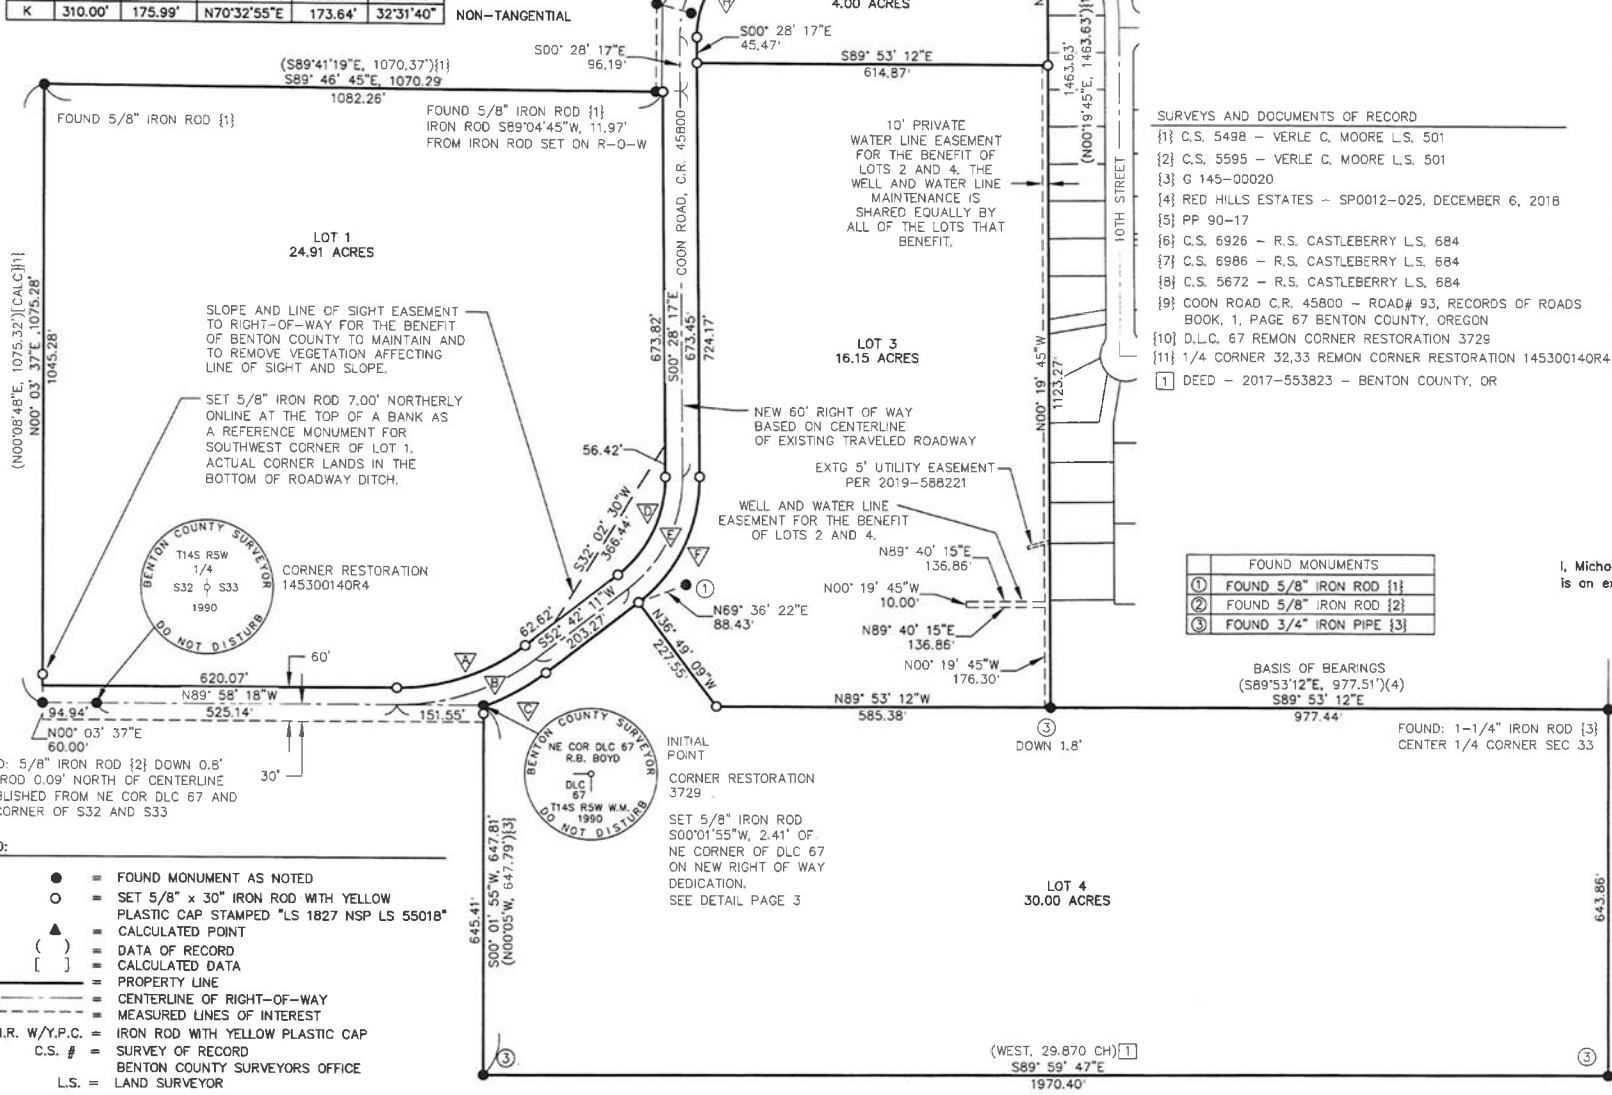 K 310.00' 175.99' N70°32'55"E 173.64' 32°31'40" NON-TANGENTIAL
4.00 ACRES
H
S00° 28' 17"E
45.47'
S00° 28' 17"E
96.19'
S89° 53' 12"E
614.87'
(S89°41'19"E, 1070.37'){1}
S89° 46' 45"E, 1070.29'
1082.26'
FOUND 5/8" IRON ROD {1}
FOUND 5/8" IRON ROD {1}
IRON ROD S89°04'45"W, 11.97'
FROM IRON ROD SET ON R-O-W
1463.63'
(N00°19'45"E, 1463.63'){1}
10TH STREET
COON ROAD, C.R. 45800
10' PRIVATE
WATER LINE EASEMENT
FOR THE BENEFIT OF
LOTS 2 AND 4. THE
WELL AND WATER LINE
MAINTENANCE IS
SHARED EQUALLY BY
ALL OF THE LOTS THAT
BENEFIT.
SURVEYS AND DOCUMENTS OF RECORD
{1} C.S. 5498 – VERLE C. MOORE L.S. 501
{2} C.S. 5595 – VERLE C. MOORE L.S. 501
{3} G 145-00020
{4} RED HILLS ESTATES – SP0012-025, DECEMBER 6, 2018
{5} PP 90-17
{6} C.S. 6926 – R.S. CASTLEBERRY L.S. 684
{7} C.S. 6986 – R.S. CASTLEBERRY L.S. 684
{8} C.S. 5672 – R.S. CASTLEBERRY L.S. 684
{9} COON ROAD C.R. 45800 – ROAD# 93, RECORDS OF ROADS
BOOK, 1, PAGE 67 BENTON COUNTY, OREGON
{10} D.L.C. 67 REMON CORNER RESTORATION 3729
{11} 1/4 CORNER 32,33 REMON CORNER RESTORATION 145300140R4
1 DEED – 2017-553823 – BENTON COUNTY, OR
LOT 1
24.91 ACRES
(N00°08'48"E, 1075.32')[CALC]{1}
N00° 03' 37"E ,1075.28'
1045.28'
SLOPE AND LINE OF SIGHT EASEMENT
TO RIGHT-OF-WAY FOR THE BENEFIT
OF BENTON COUNTY TO MAINTAIN AND
TO REMOVE VEGETATION AFFECTING
LINE OF SIGHT AND SLOPE.
673.82'
S00° 28' 17"E
673.45'
724.17'
LOT 3
16.15 ACRES
N00° 19' 45"W
1123.27'
SET 5/8" IRON ROD 7.00' NORTHERLY
ONLINE AT THE TOP OF A BANK AS
A REFERENCE MONUMENT FOR
SOUTHWEST CORNER OF LOT 1.
ACTUAL CORNER LANDS IN THE
BOTTOM OF ROADWAY DITCH.
NEW 60' RIGHT OF WAY
BASED ON CENTERLINE
OF EXISTING TRAVELED ROADWAY
56.42'
EXTG 5' UTILITY EASEMENT
PER 2019-588221
WELL AND WATER LINE
EASEMENT FOR THE BENEFIT
OF LOTS 2 AND 4.
N89° 40' 15"E
136.86'
N00° 19' 45"W
10.00'
N89° 40' 15"E
136.86'
N00° 19' 45"W
176.30'
D
E
F
S32° 02' 30"W
366.44'
BENTON COUNTY SURVEYOR
T14S R5W
1/4
S32 S33
1990
DO NOT DISTURB
CORNER RESTORATION
145300140R4
1
N69° 36' 22"E
88.43'
62.62'
S52° 42' 11"W
203.27'
N36° 49' 09"W
227.55'
FOUND MONUMENTS
1 FOUND 5/8" IRON ROD {1}
2 FOUND 5/8" IRON ROD {2}
3 FOUND 3/4" IRON PIPE {3}
I, Micha
is an ex
A
B
C
60'
620.07'
N89° 58' 18"W
525.14'
94.94'
151.55'
N00° 03' 37"E
60.00'
30'
N89° 53' 12"W
585.38'
3
DOWN 1.8'
BASIS OF BEARINGS
(S89°53'12"E, 977.51')(4)
S89° 53' 12"E
977.44'
FOUND: 1-1/4" IRON ROD {3}
CENTER 1/4 CORNER SEC 33
D: 5/8" IRON ROD {2} DOWN 0.8'
ROD 0.09' NORTH OF CENTERLINE
BLISHED FROM NE COR DLC 67 AND
CORNER OF S32 AND S33
BENTON COUNTY SURVEYOR
NE COR DLC 67
R.B. BOYD
DLC
67
T14S R5W W.M.
1990
DO NOT DISTURB
INITIAL
POINT
CORNER RESTORATION
3729
SET 5/8" IRON ROD
S00°01'55"W, 2.41' OF
NE CORNER OF DLC 67
ON NEW RIGHT OF WAY
DEDICATION.
SEE DETAIL PAGE 3
645.41'
S00° 01' 55"W, 647.81'
(N00°05'W, 647.79'){3}
LOT 4
30.00 ACRES
643.86'
D:
= FOUND MONUMENT AS NOTED
= SET 5/8" x 30" IRON ROD WITH YELLOW
PLASTIC CAP STAMPED "LS 1827 NSP LS 55018"
= CALCULATED POINT
( ) = DATA OF RECORD
[ ] = CALCULATED DATA
= PROPERTY LINE
= CENTERLINE OF RIGHT-OF-WAY
= MEASURED LINES OF INTEREST
I.R. W/Y.P.C. = IRON ROD WITH YELLOW PLASTIC CAP
C.S. # = SURVEY OF RECORD
BENTON COUNTY SURVEYORS OFFICE
L.S. = LAND SURVEYOR
3
(WEST, 29.870 CH) 1
S89° 59' 47"E
1970.40'
3